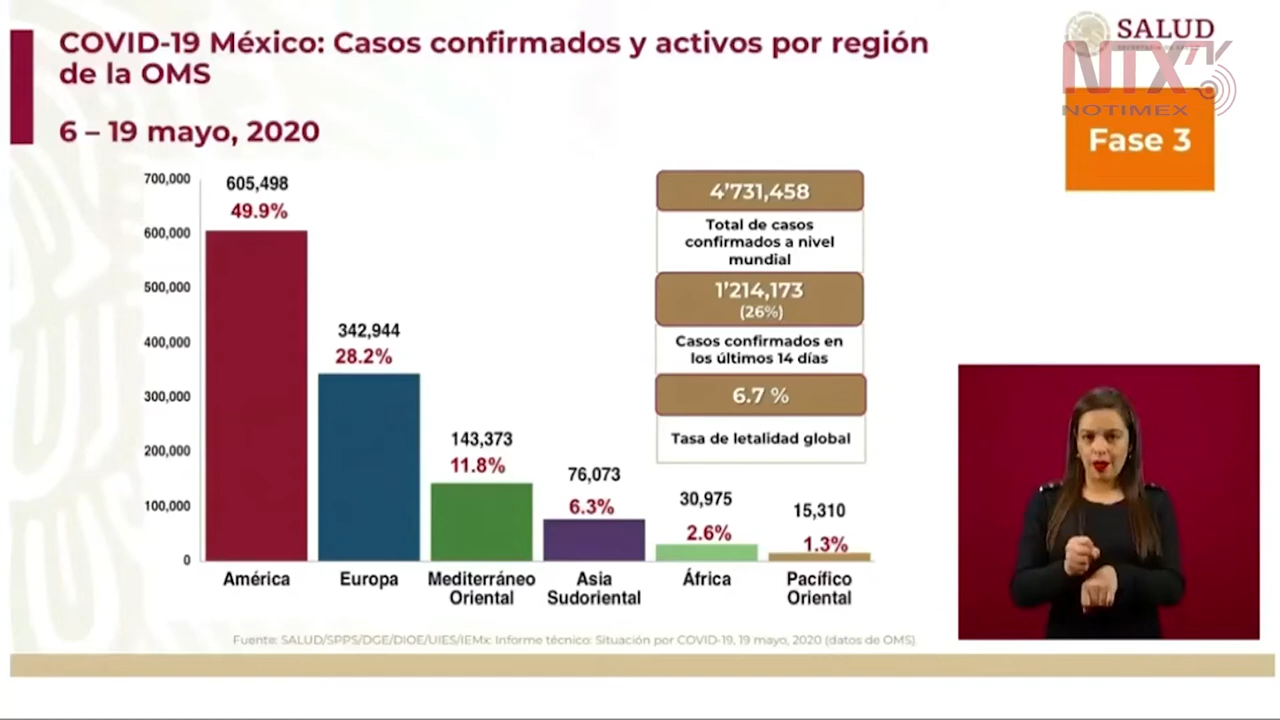 COVID-19 México: Casos confirmados y activos por región
de la OMS
6 – 19 mayo, 2020
SALUD
NTX
NOTIMEX
Fase 3
700,000
600,000
500,000
400,000
300,000
200,000
100,000
0
605,498
49.9%
342,944
28.2%
143,373
11.8%
76,073
6.3%
30,975
2.6%
15,310
1.3%
América
Europa
Mediterráneo
Oriental
Asia
Sudoriental
África
Pacífico
Oriental
4’731,458
Total de casos
confirmados a nivel
mundial
1’214,173
(26%)
Casos confirmados en
los últimos 14 días
6.7 %
Tasa de letalidad global
Fuente: SALUD/SPPS/DGE/DIOE/UIES/IEMx: Informe técnico: Situación por COVID-19, 19 mayo, 2020 (datos de OMS)